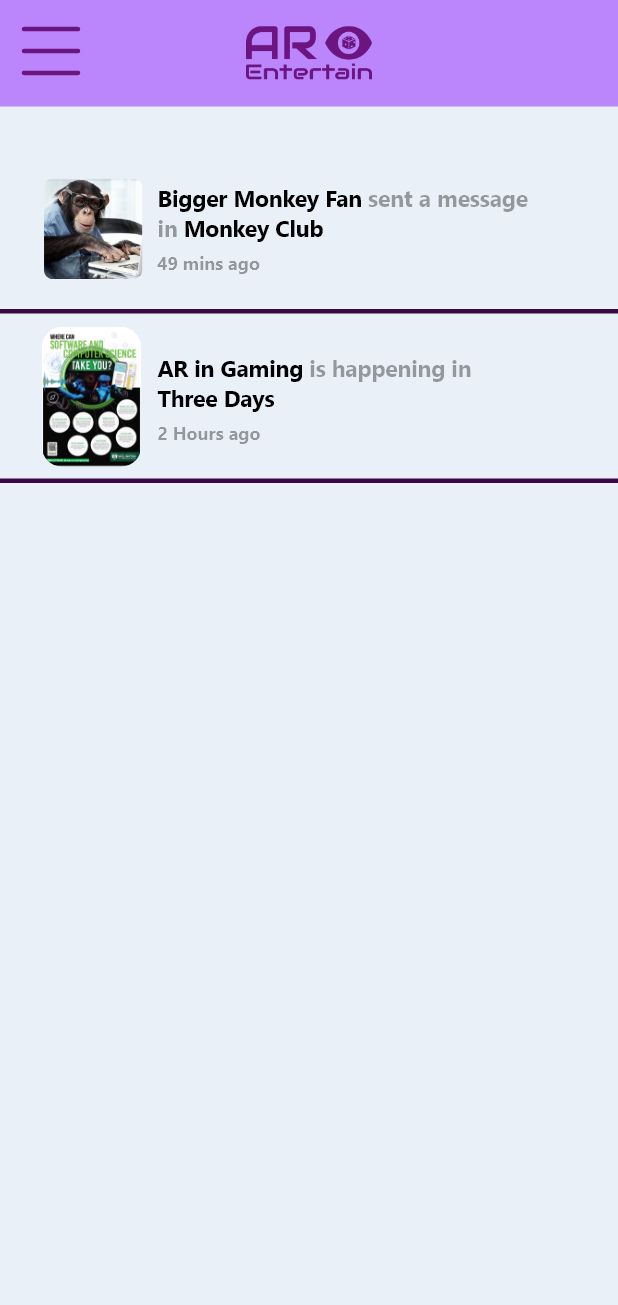 AR
Entertain
Bigger Monkey Fan sent a message
in Monkey Club
49 mins ago
WHERE CAN
SOFTWARE AND
COMPUTER SCIENCE
TAKE YOU?
AR in Gaming is happening in
Three Days
2 Hours ago